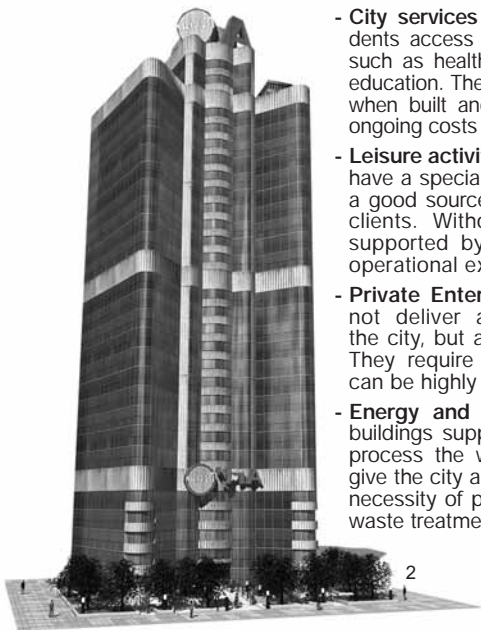 - City services
dents access
such as health
education. The
when built and
ongoing costs
- Leisure activi
have a special
a good source
clients. Witho
supported by
operational ex
- Private Enter
not deliver a
the city, but a
They require
can be highly
- Energy and
buildings supp
process the w
give the city a
necessity of p
waste treatme
2